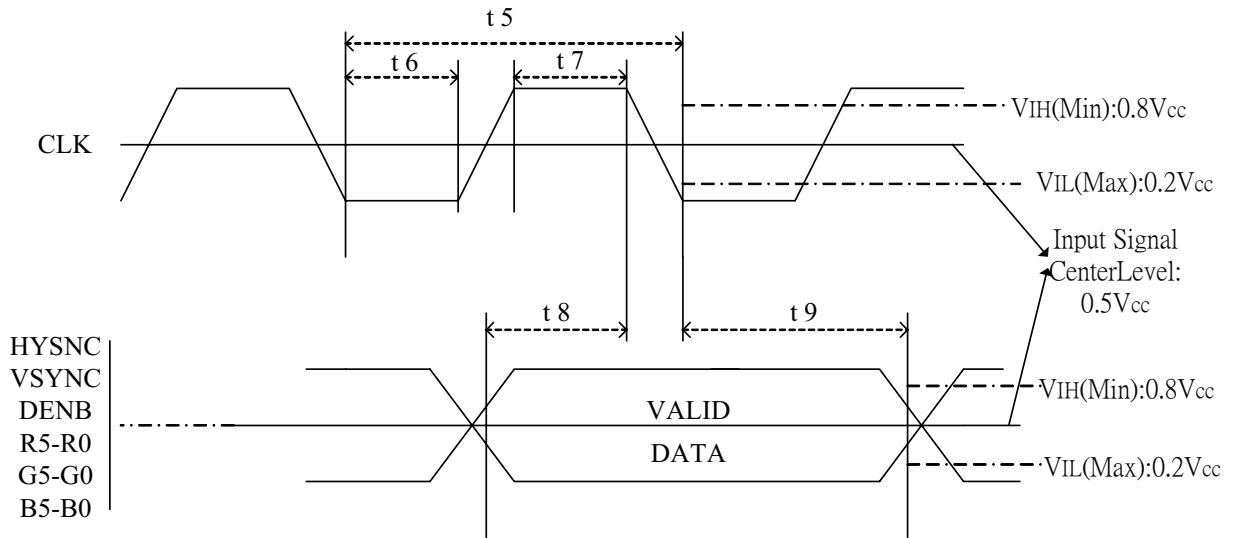 t 5
t 6
t 7
CLK
VIH(Min):0.8Vcc
VIL(Max):0.2Vcc
Input Signal
CenterLevel:
0.5Vcc
t 8
t 9
HYSNC
VSYNC
DENB
R5-R0
G5-G0
B5-B0
VALID
DATA
VIH(Min):0.8Vcc
VIL(Max):0.2Vcc